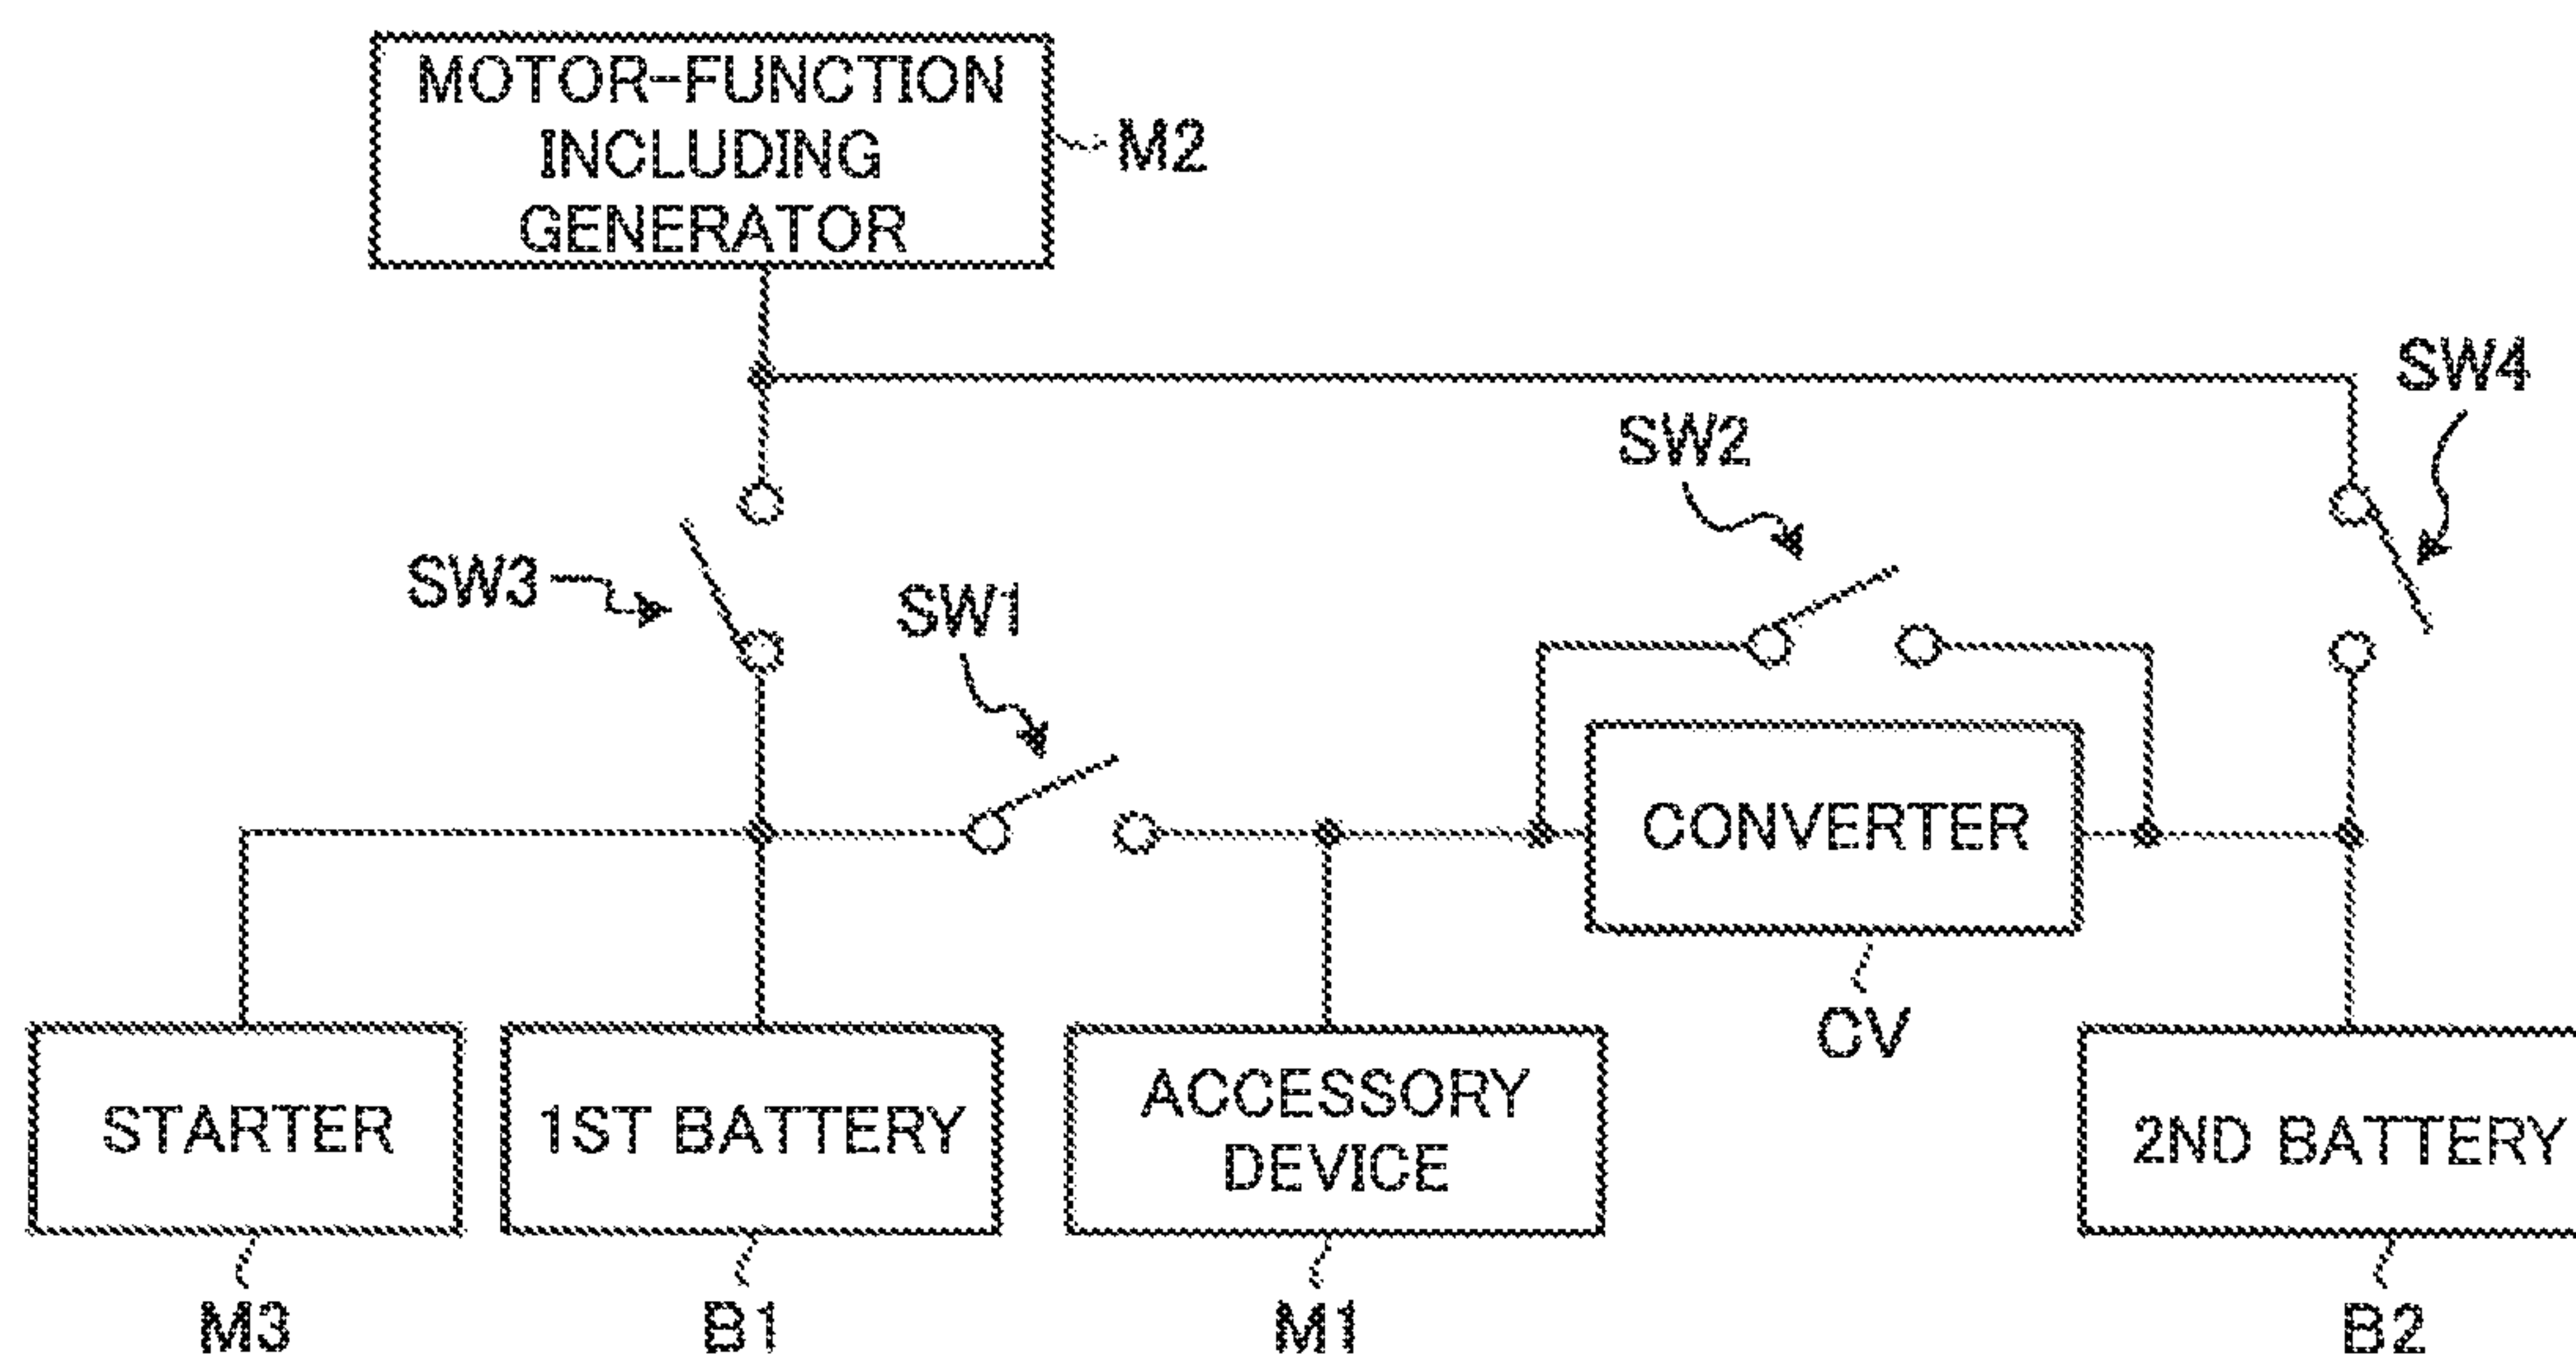 MOTOR-FUNCTION
INCLUDING
GENERATOR
M2
SW4
SW2
SW3
SW1
CONVERTER
CV
STARTER
1ST BATTERY
ACCESSORY
DEVICE
2ND BATTERY
M3
B1
M1
B2